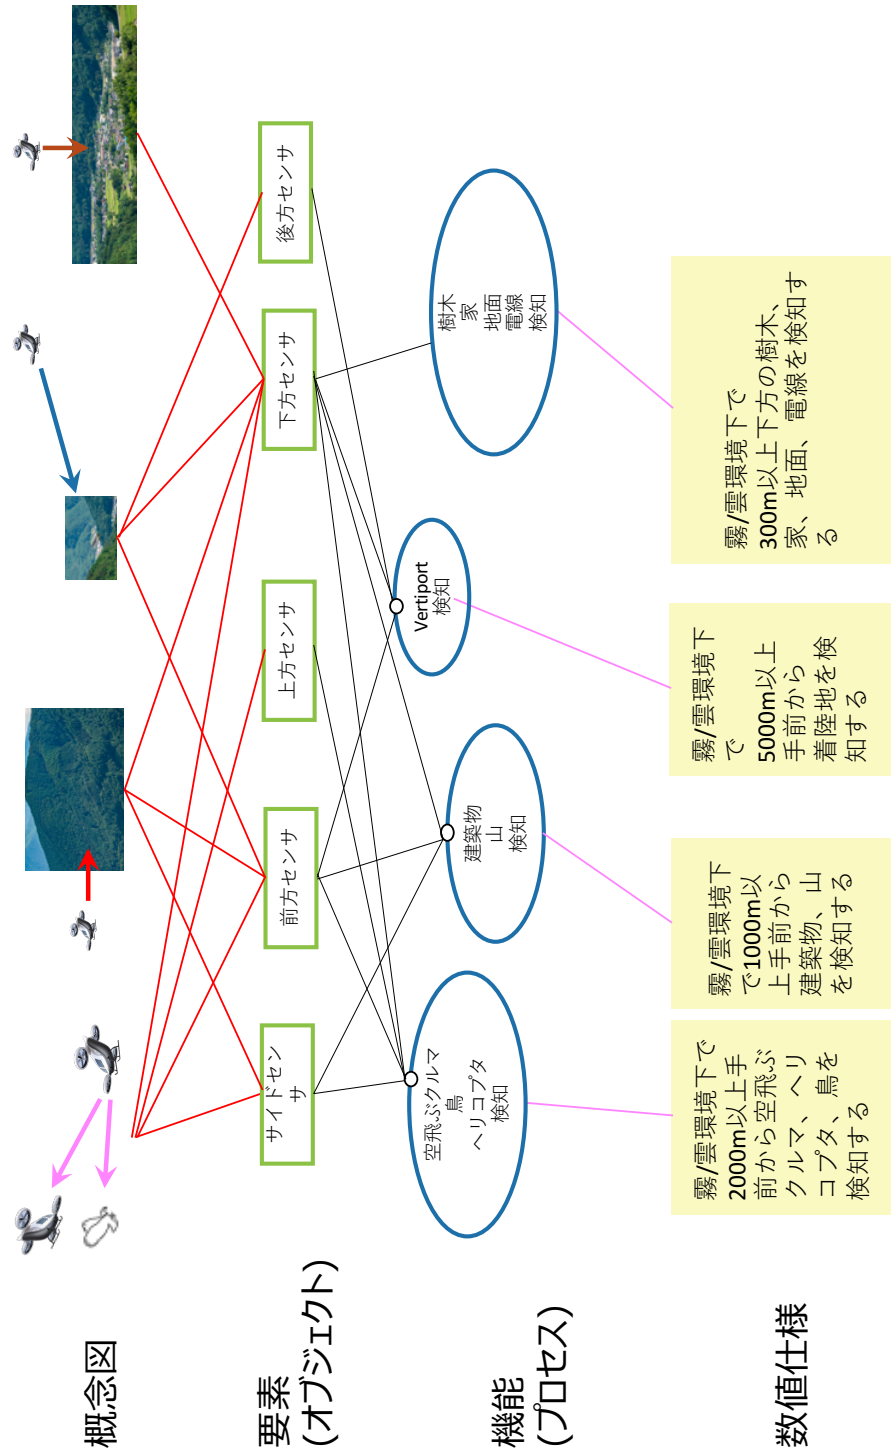 概念図
要素
(オブジェクト)
サイドセン
サ
前方センサ
上方センサ
下方センサ
後方センサ
機能
(プロセス)
空飛ぶクルマ
鳥
ヘリコプタ
検知
建築物
山
検知
Vertiport
検知
樹木
家
地面
電線
検知
数値仕様
霧/雲環境下で
2000m以上手
前から空飛ぶ
クルマ、ヘリ
コプタ、鳥を
検知する
霧/雲環境下
で1000m以
上手前から
建築物、山
を検知する
霧/雲環境下
で
5000m以上
手前から
着陸地を検
知する
霧/雲環境下で
300m以上下方の樹木、
家、地面、電線を検知す
る